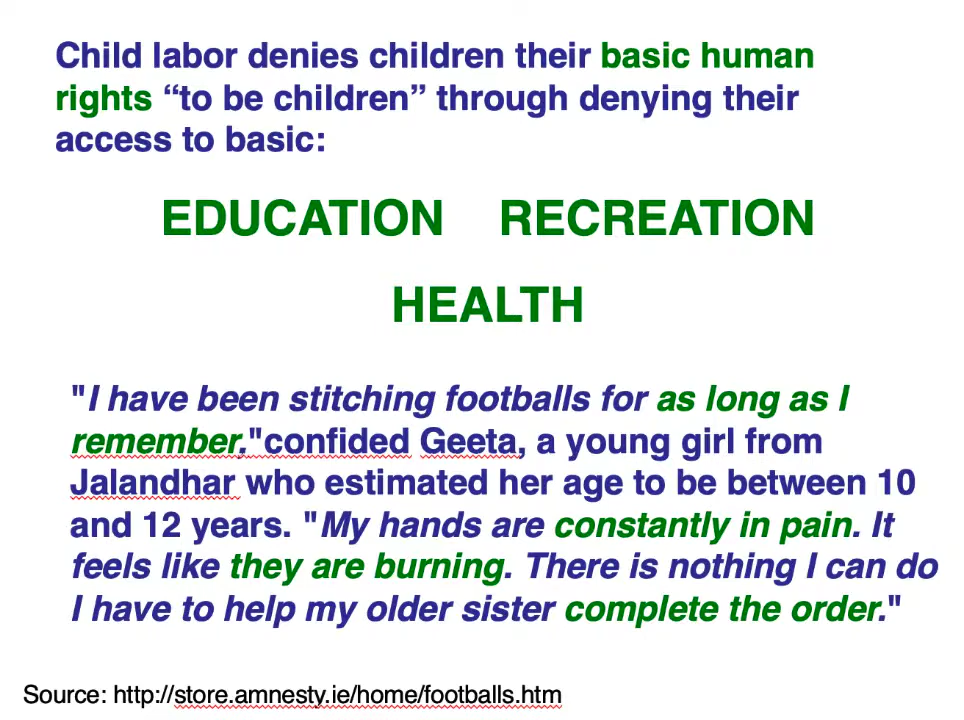 Child labor denies children their basic human
rights “to be children” through denying their
access to basic:
EDUCATION RECREATION
HEALTH
"I have been stitching footballs for as long as I
remember."confided Geeta, a young girl from
Jalandhar who estimated her age to be between 10
and 12 years. "My hands are constantly in pain. It
feels like they are burning. There is nothing I can do
I have to help my older sister complete the order."
Source: http://store.amnesty.ie/home/footballs.htm